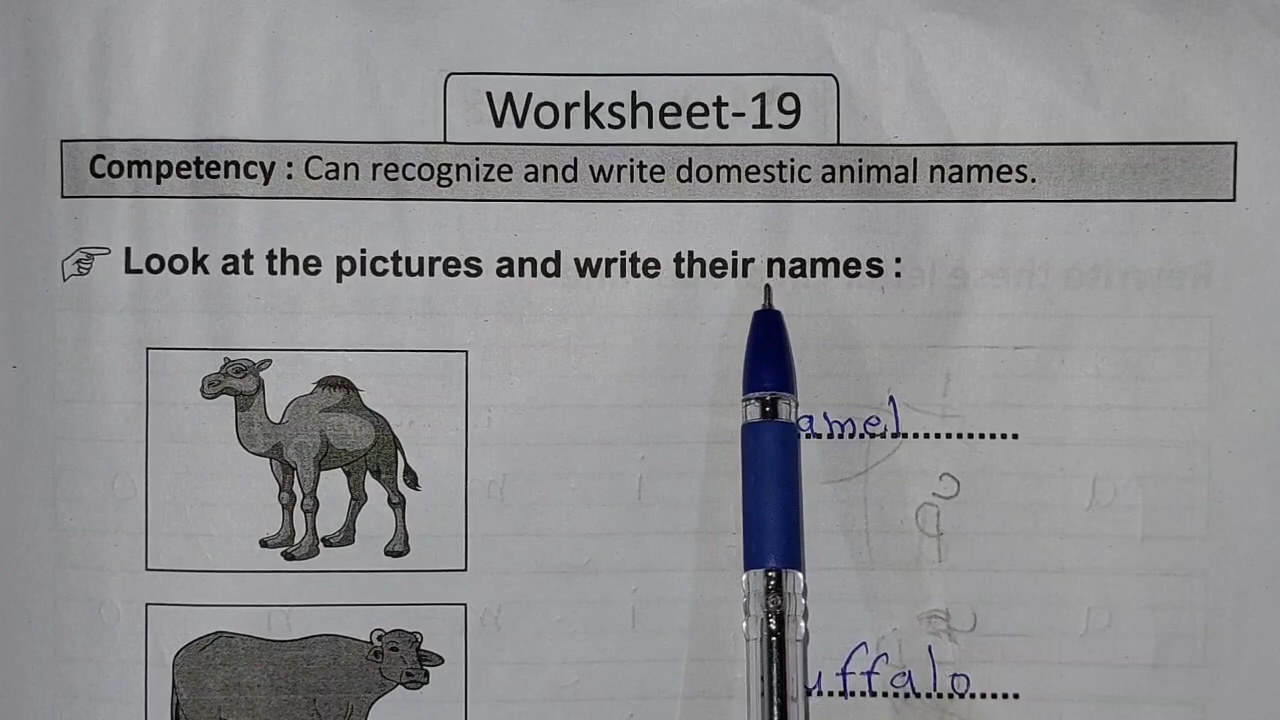 Worksheet-19
Competency : Can recognize and write domestic animal names.
Look at the pictures and write their names :
amel
uffalo